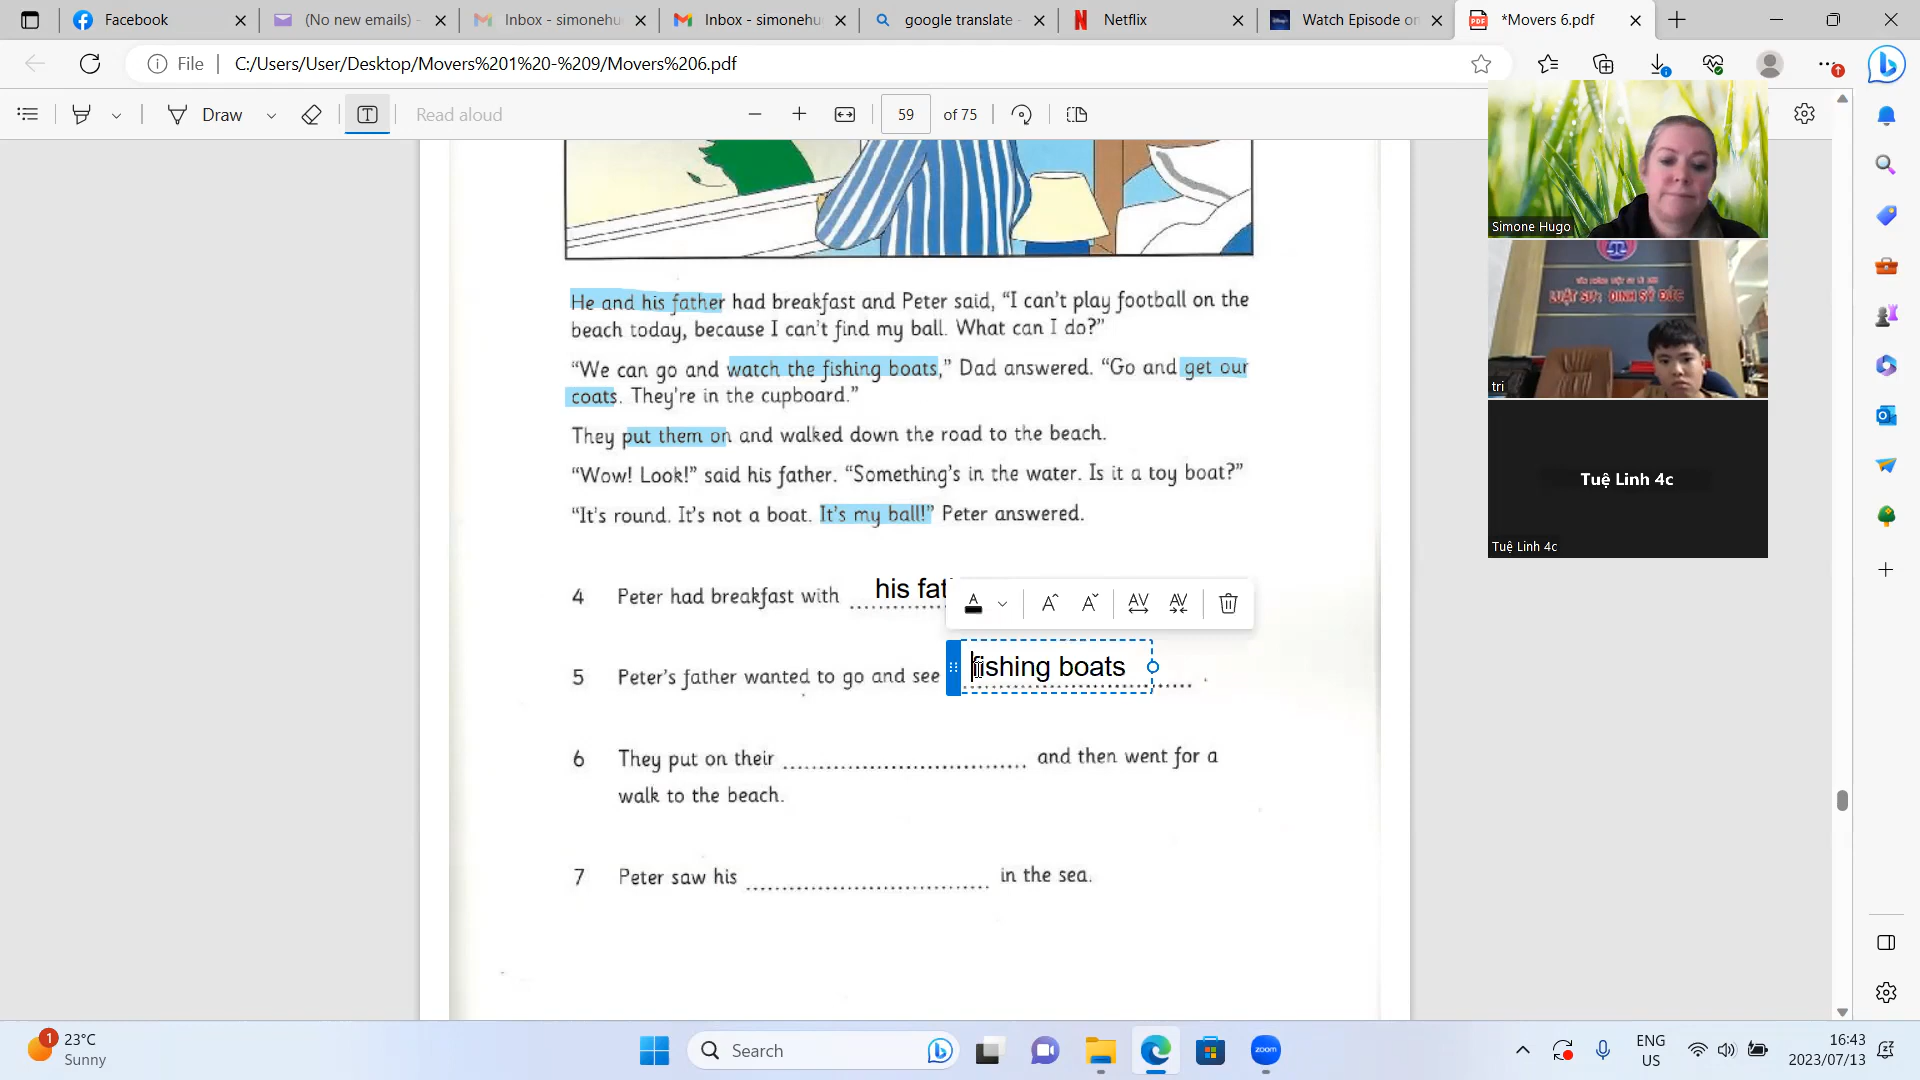 Facebook
(No new emails) -
Inbox - simonehu
Inbox - simonehu
google translate -
Netflix
Watch Episode on
*Movers 6.pdf
File
C:/Users/User/Desktop/Movers%201%20-%209/Movers%206.pdf
Draw
Read aloud
59
of 75
He and his father had breakfast and Peter said, “I can’t play football on the
beach today, because I can’t find my ball. What can I do?”
“We can go and watch the fishing boats,” Dad answered. “Go and get our
coats. They’re in the cupboard.”
They put them on and walked down the road to the beach.
“Wow! Look!” said his father. “Something’s in the water. Is it a toy boat?”
“It’s round. It’s not a boat. It’s my ball!” Peter answered.
4 Peter had breakfast with his fat
5 Peter’s father wanted to go and see fishing boats .
6 They put on their and then went for a
walk to the beach.
7 Peter saw his in the sea.
Simone Hugo
LUẬT SƯ: ĐINH SỸ ĐỨC
tri
Tuệ Linh 4c
Tuệ Linh 4c
1
23°C
Sunny
Search
zoom
ENG
US
16:43
2023/07/13